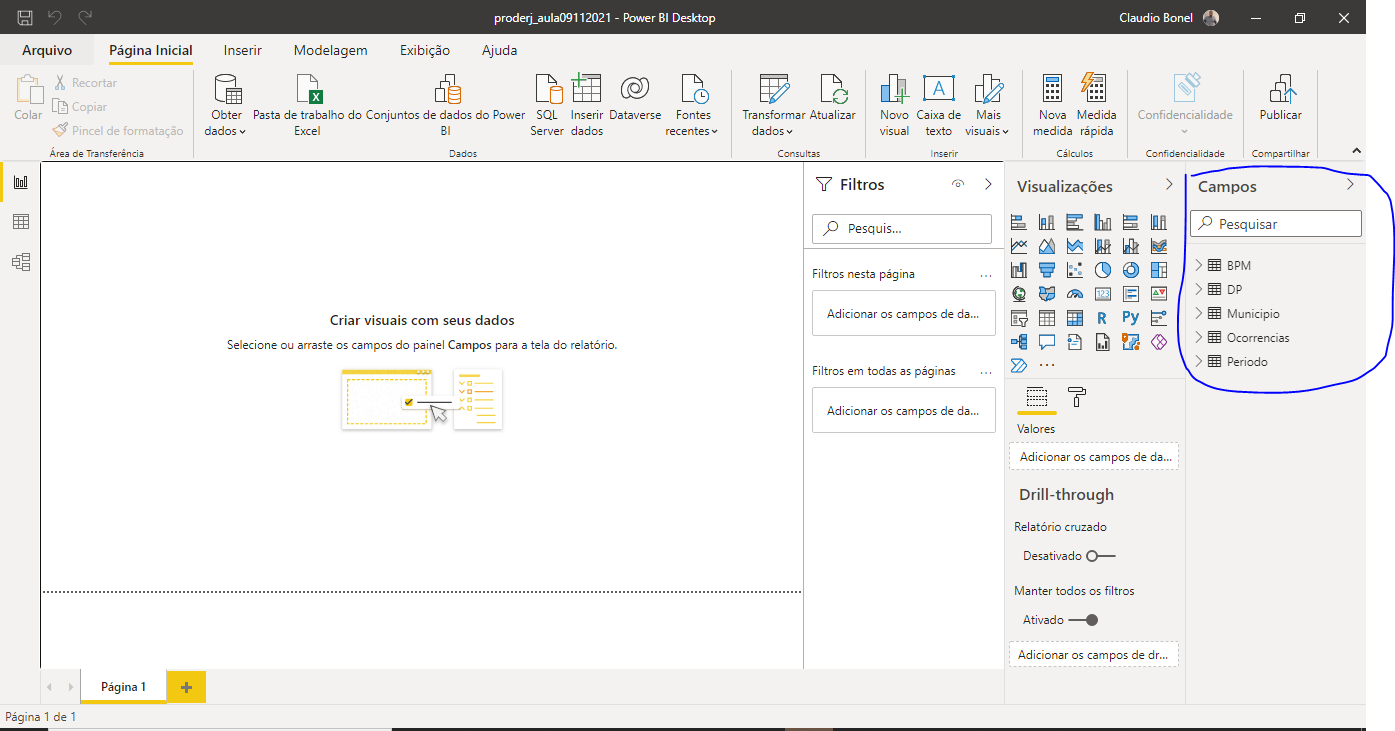 proderj_aula09112021 - Power BI Desktop
Claudio Bonel
Arquivo
Página Inicial
Inserir
Modelagem
Exibição
Ajuda
Colar
Recortar
Copiar
Pincel de formatação
Área de Transferência
Obter dados
Pasta de trabalho do Excel
Conjuntos de dados do Power BI
SQL Server
Inserir dados
Dataverse
Fontes recentes
Dados
Transformar dados
Atualizar
Consultas
Novo visual
Caixa de texto
Mais visuais
Inserir
Nova medida
Medida rápida
Cálculos
Confidencialidade
Confidencialidade
Publicar
Compartilhar
Criar visuais com seus dados
Selecione ou arraste os campos do painel Campos para a tela do relatório.
Filtros
Pesquis...
Filtros nesta página
...
Adicionar os campos de da...
Filtros em todas as páginas
...
Adicionar os campos de da...
Visualizações
123
R
Py
...
Valores
Adicionar os campos de da...
Drill-through
Relatório cruzado
Desativado
Manter todos os filtros
Ativado
Adicionar os campos de dr...
Campos
Pesquisar
BPM
DP
Municipio
Ocorrencias
Periodo
Página 1
+
Página 1 de 1